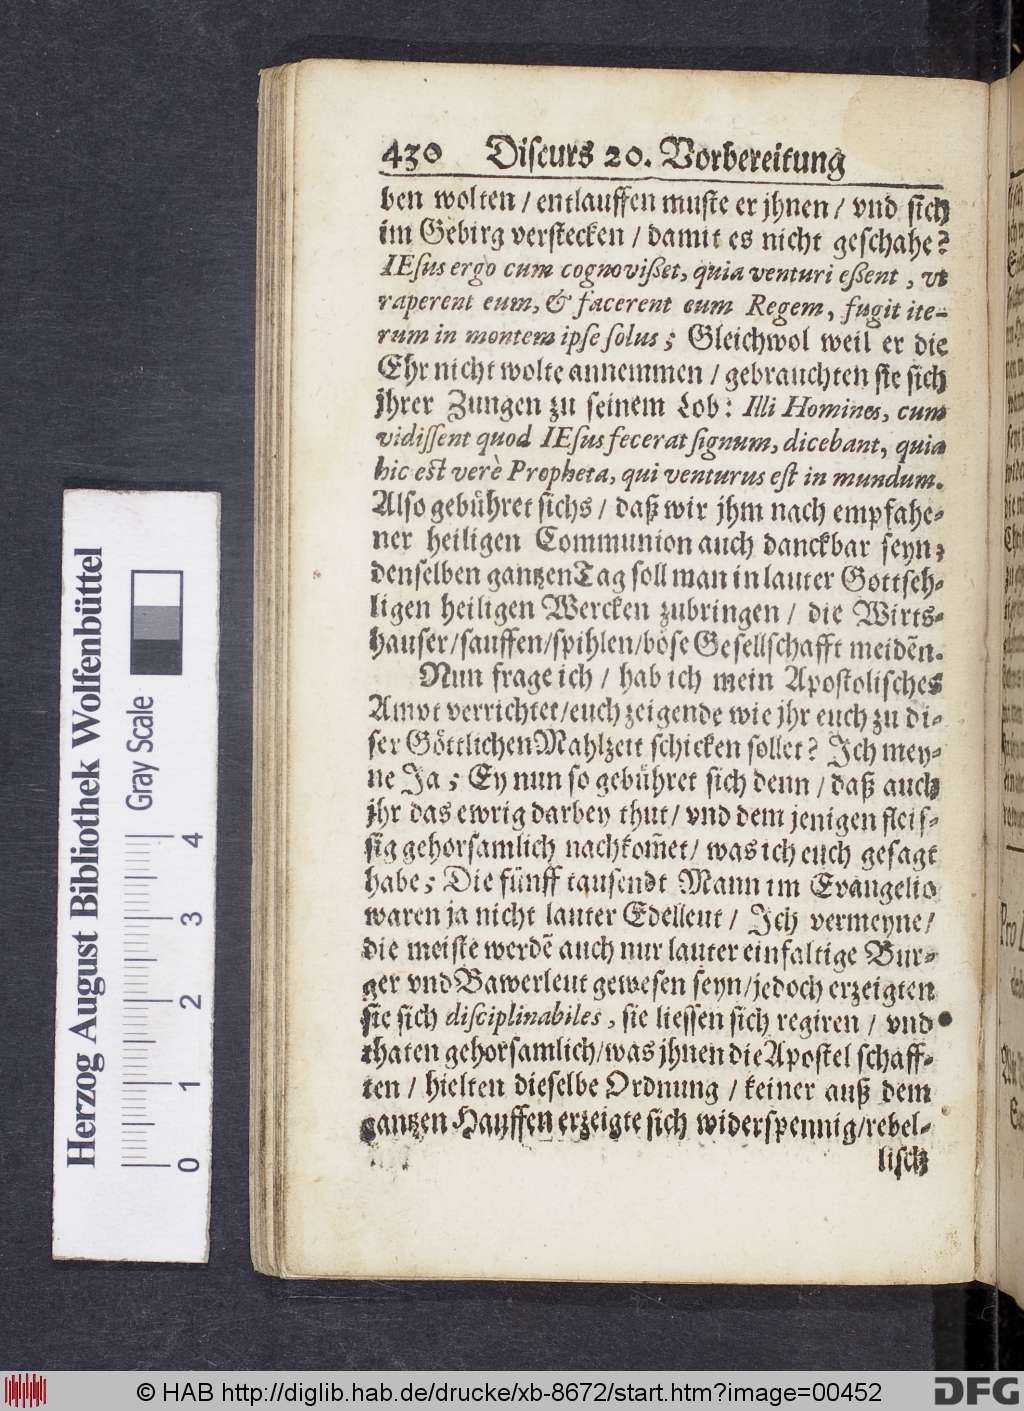 430 Discurs 20. Vorbereitung
ben wolten / entlauffen muste er jhnen / vnd sich
im Gebirg verstecken / damit es nicht geschahe?
IEsus ergo cum cognovißet, quia venturi eßent, vt
raperent eum, & facerent eum Regem, fugit ite-
rum in montem ipse solus; Gleichwol weil er die
Ehr nicht wolte annemmen / gebrauchten sie sich
jhrer Zungen zu seinem Lob: Illi Homines, cum
vidissent quod IEsus fecerat signum, dicebant, quia
hic est verè Propheta, qui venturus est in mundum.
Also gebühret sichs / daß wir jhm nach empfahe-
ner heiligen Communion auch danckbar seyn;
denselben gantzen Tag soll man in lauter Gottseh-
ligen heiligen Wercken zubringen / die Wirts-
hauser/sauffen/spihlen/böse Gesellschafft meidẽn.
Nun frage ich / hab ich mein Apostolisches
Ampt verrichtet/euch zeigende wie jhr euch zu di-
ser Göttlichen Mahlzeit schicken sollet? Ich mey-
ne Ja; Ey nun so gebühret sich denn / daß auch
jhr das ewrig darbey thut/ vnd dem jenigen fleis-
sig gehorsamlich nachkom̃et/ was ich euch gesagt
habe; Die fünff tausendt Mann im Evangelio
waren ja nicht lauter Edelleut / Ich vermeyne/
die meiste werdẽ auch nur lauter einfaltige Bur-
ger vnd Bawerleut gewesen seyn/jedoch erzeigten
sie sich disciplinabiles, sie liessen sich regiren / vnd
thaten gehorsamlich/was jhnen die Apostel schaff-
ten / hielten dieselbe Ordnung / keiner auß dem
gantzen Hauffen erzeigte sich widerspennig/rebel-
lisch
Herzog August Bibliothek Wolfenbüttel
Gray Scale
0 1 2 3 4
© HAB http://diglib.hab.de/drucke/xb-8672/start.htm?image=00452
DFG